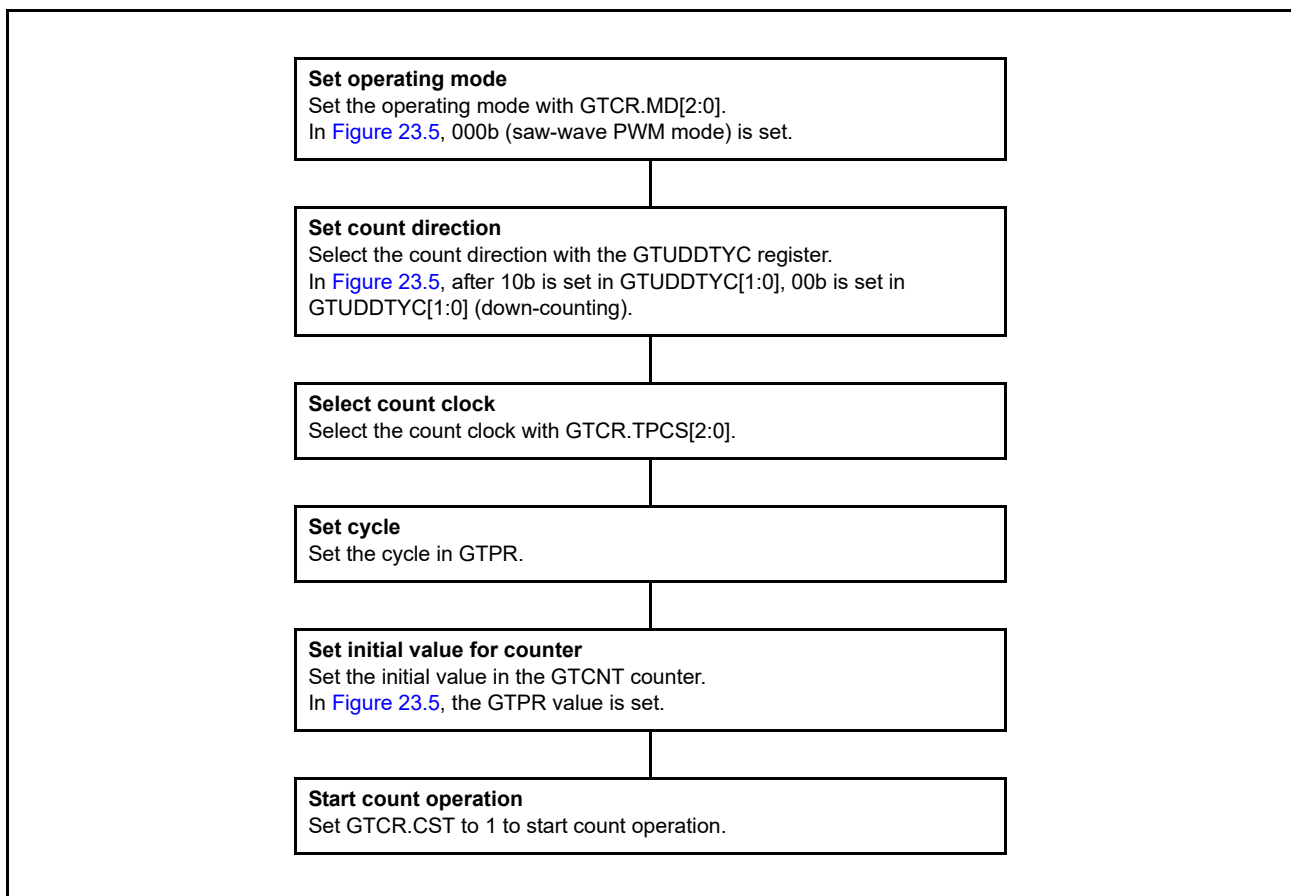 Set operating mode
Set the operating mode with GTCR.MD[2:0].
In Figure 23.5, 000b (saw-wave PWM mode) is set.
Set count direction
Select the count direction with the GTUDDTYC register.
In Figure 23.5, after 10b is set in GTUDDTYC[1:0], 00b is set in
GTUDDTYC[1:0] (down-counting).
Select count clock
Select the count clock with GTCR.TPCS[2:0].
Set cycle
Set the cycle in GTPR.
Set initial value for counter
Set the initial value in the GTCNT counter.
In Figure 23.5, the GTPR value is set.
Start count operation
Set GTCR.CST to 1 to start count operation.